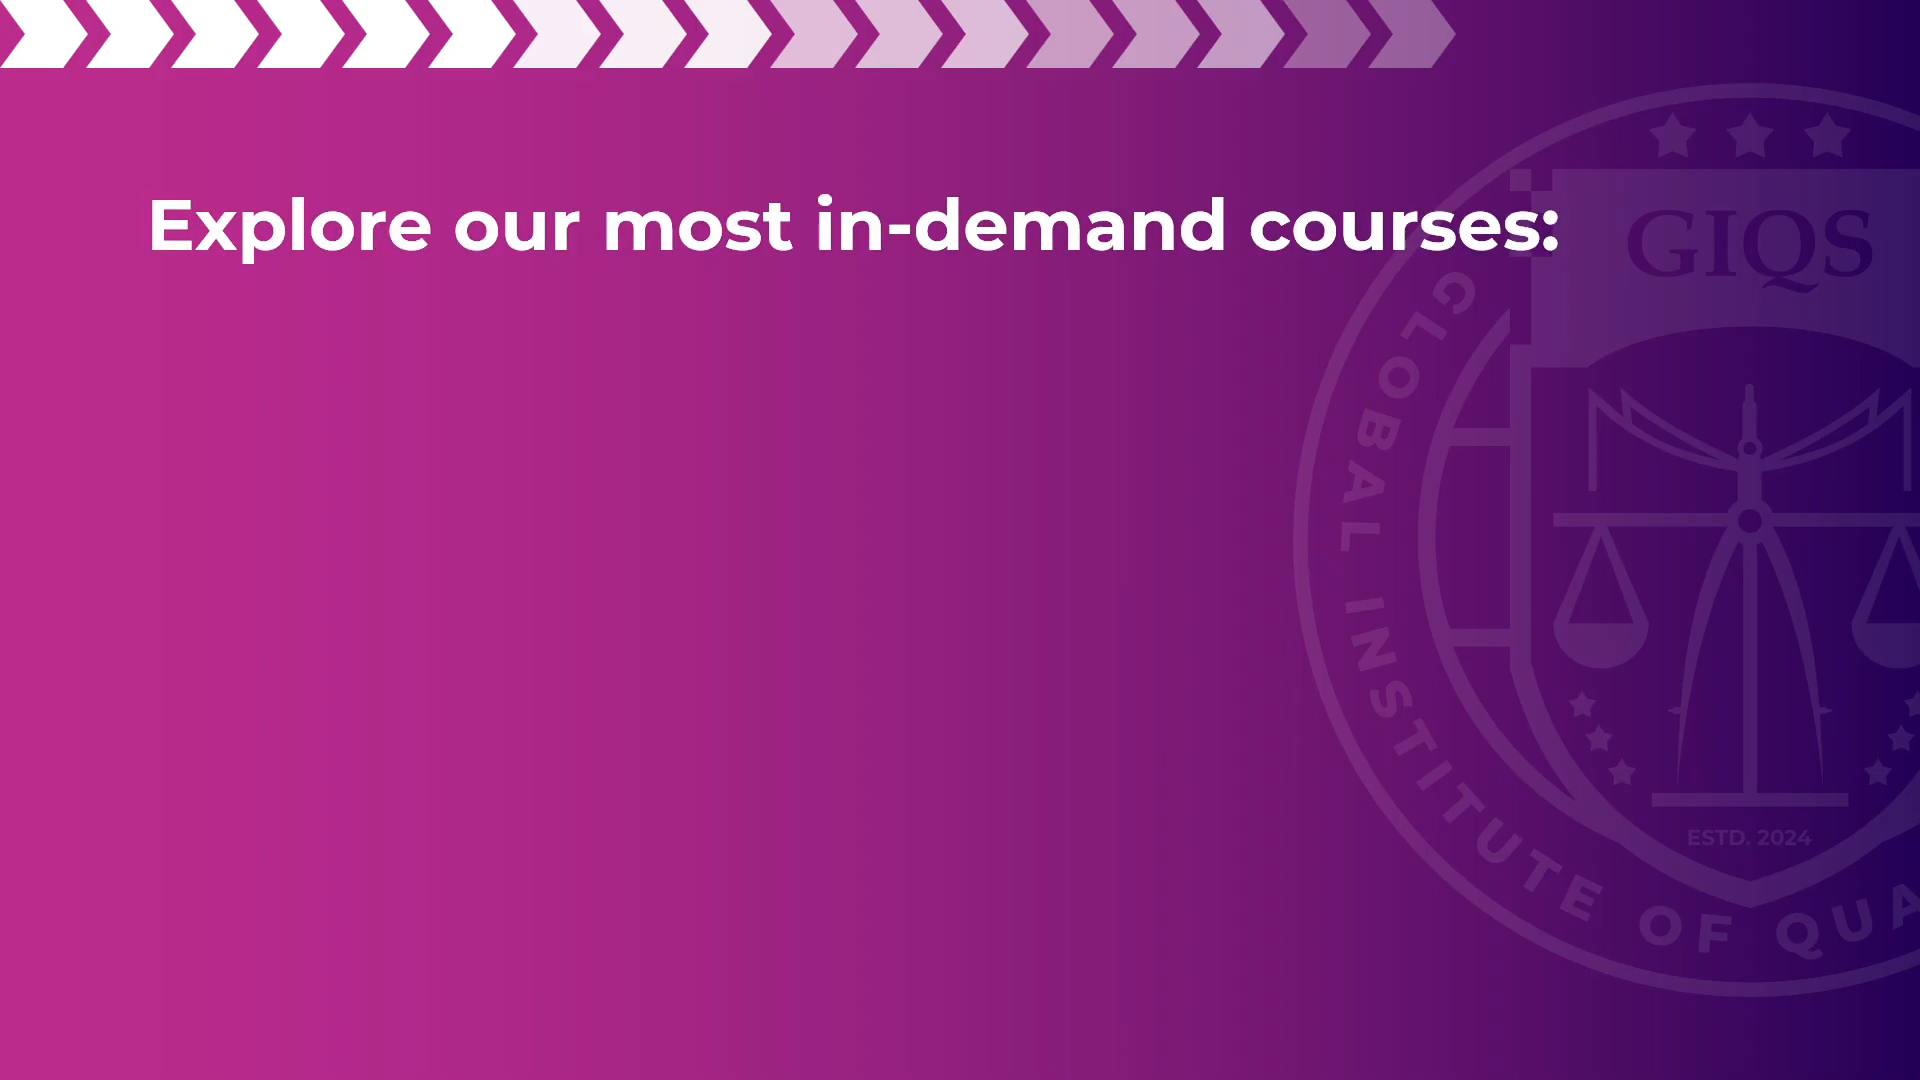 Explore our most in-demand courses:
GIQS
GLOBAL INSTITUTE OF QUA
ESTD. 2024